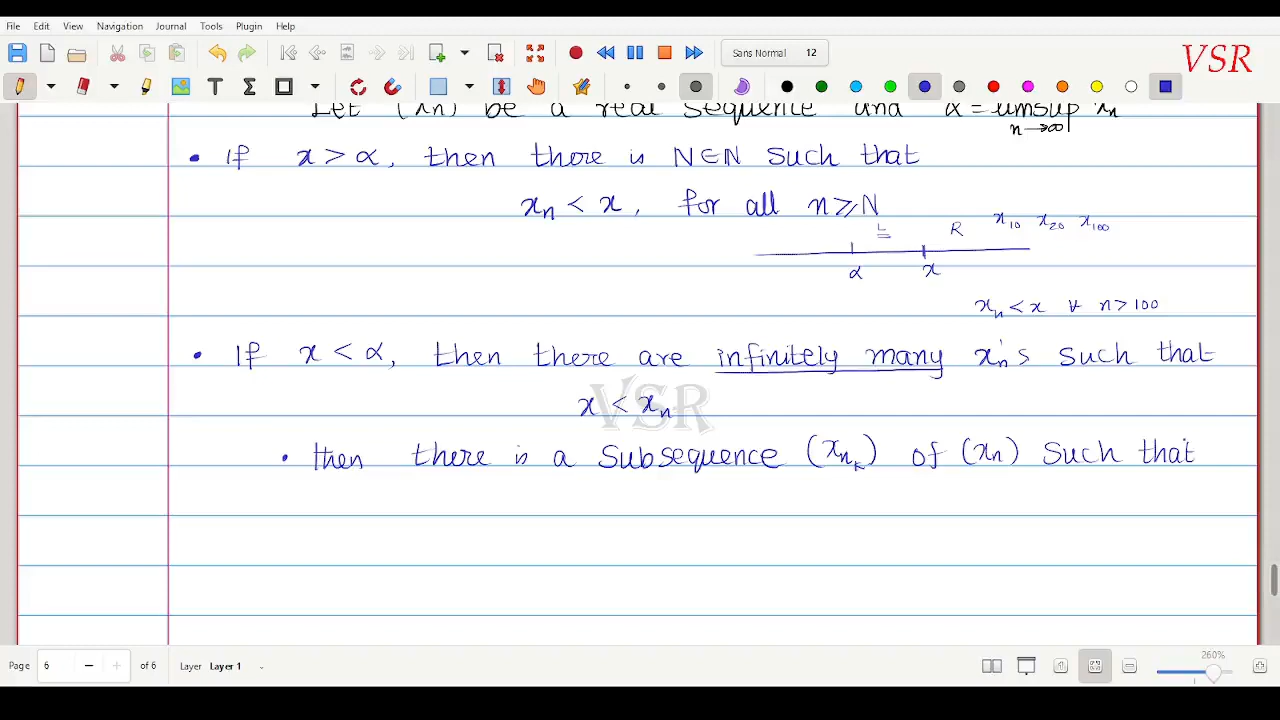 File Edit View Navigation Journal Tools Plugin Help
Sans Normal 12
VSR
Let (xn) be a real sequence and α = limsup xn
n→∞
• If x > α, then there is N∈N such that
xn < x, for all n ≥ N
L R x10 x20 x100
α x
xn < x ∀ n > 100
• If x < α, then there are infinitely many xn's such that
VSR
x < xn
• then there is a subsequence (xnk) of (xn) such that
Page 6 of 6 Layer Layer 1 260%